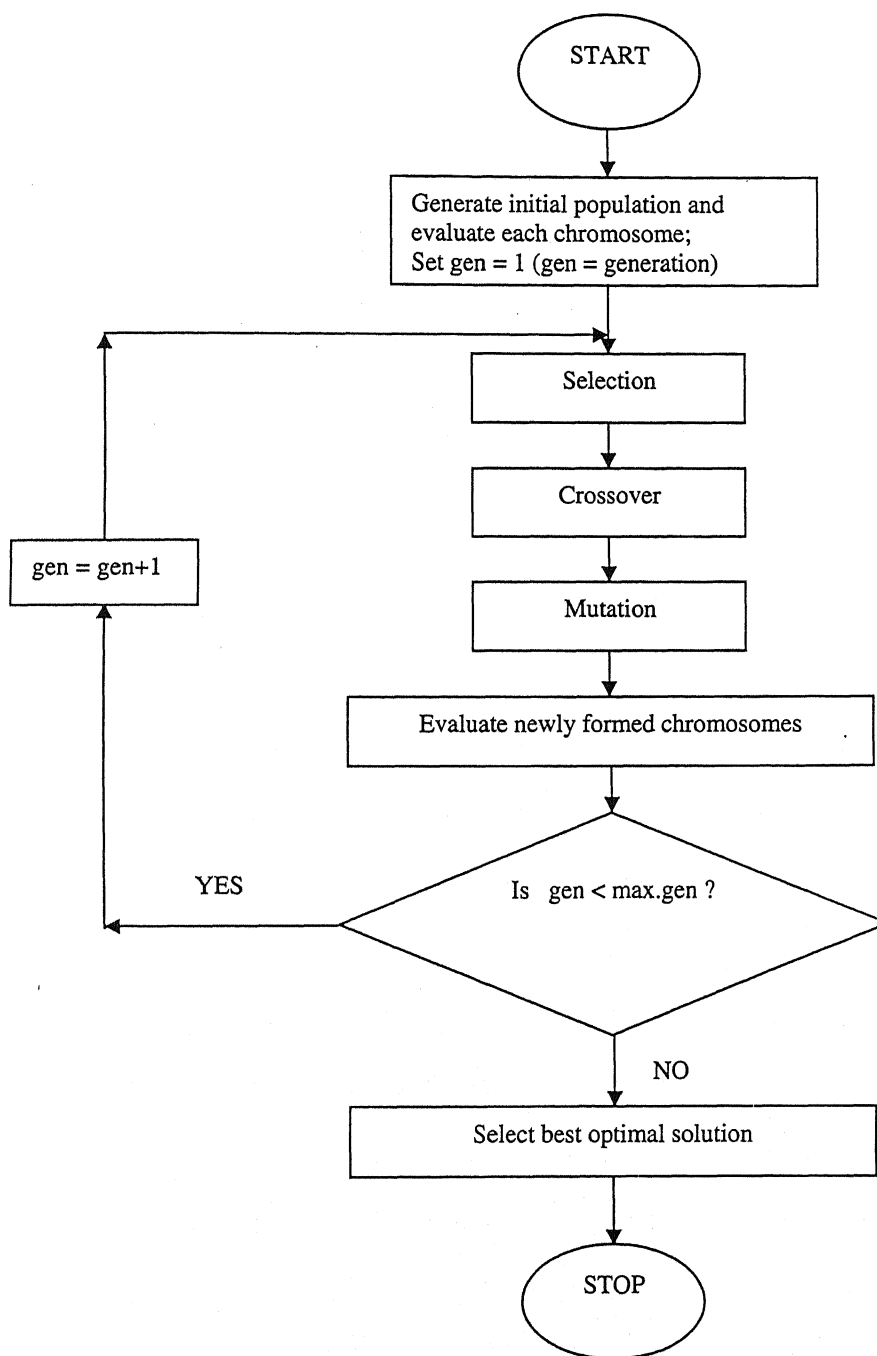 START
Generate initial population and
evaluate each chromosome;
Set gen = 1 (gen = generation)
Selection
Crossover
gen = gen+1
Mutation
Evaluate newly formed chromosomes
Is gen < max.gen ?
YES
NO
Select best optimal solution
STOP